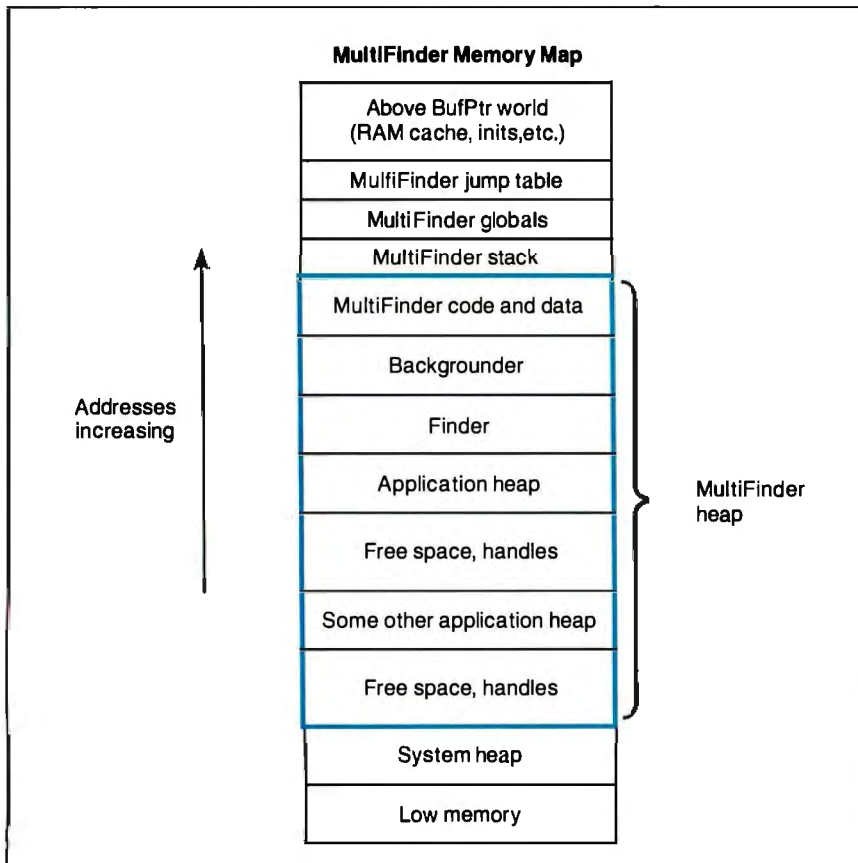 MultiFinder Memory Map
Above BufPtr world
(RAM cache, inits,etc.)
MulfiFinder jump table
MultiFinder globals
MultiFinder stack
MultiFinder code and data
Backgrounder
Finder
Application heap
Free space, handles
Some other application heap
Free space, handles
System heap
Low memory
Addresses
increasing
MultiFinder
heap